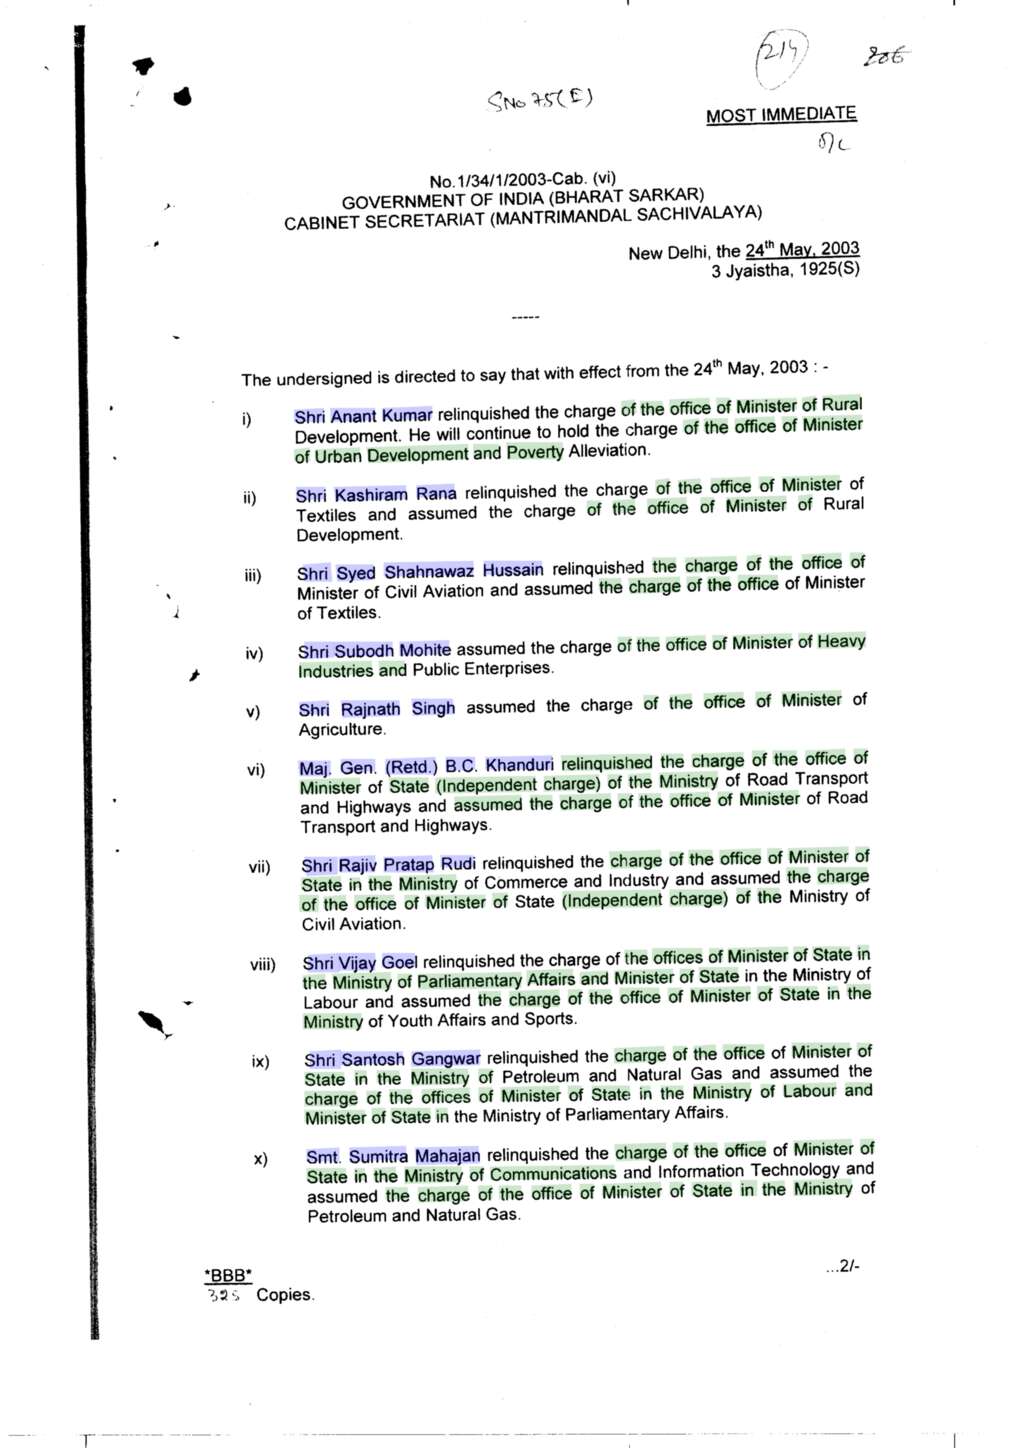 214 206
SNo 75(E)
MOST IMMEDIATE
No.1/34/1/2003-Cab. (vi)
GOVERNMENT OF INDIA (BHARAT SARKAR)
CABINET SECRETARIAT (MANTRIMANDAL SACHIVALAYA)
New Delhi, the 24th May, 2003
3 Jyaistha, 1925(S)
-----
The undersigned is directed to say that with effect from the 24th May, 2003 : -
i) Shri Anant Kumar relinquished the charge of the office of Minister of Rural
Development. He will continue to hold the charge of the office of Minister
of Urban Development and Poverty Alleviation.
ii) Shri Kashiram Rana relinquished the charge of the office of Minister of
Textiles and assumed the charge of the office of Minister of Rural
Development.
iii) Shri Syed Shahnawaz Hussain relinquished the charge of the office of
Minister of Civil Aviation and assumed the charge of the office of Minister
of Textiles.
iv) Shri Subodh Mohite assumed the charge of the office of Minister of Heavy
Industries and Public Enterprises.
v) Shri Rajnath Singh assumed the charge of the office of Minister of
Agriculture.
vi) Maj. Gen. (Retd.) B.C. Khanduri relinquished the charge of the office of
Minister of State (Independent charge) of the Ministry of Road Transport
and Highways and assumed the charge of the office of Minister of Road
Transport and Highways.
vii) Shri Rajiv Pratap Rudi relinquished the charge of the office of Minister of
State in the Ministry of Commerce and Industry and assumed the charge
of the office of Minister of State (Independent charge) of the Ministry of
Civil Aviation.
viii) Shri Vijay Goel relinquished the charge of the offices of Minister of State in
the Ministry of Parliamentary Affairs and Minister of State in the Ministry of
Labour and assumed the charge of the office of Minister of State in the
Ministry of Youth Affairs and Sports.
ix) Shri Santosh Gangwar relinquished the charge of the office of Minister of
State in the Ministry of Petroleum and Natural Gas and assumed the
charge of the offices of Minister of State in the Ministry of Labour and
Minister of State in the Ministry of Parliamentary Affairs.
x) Smt. Sumitra Mahajan relinquished the charge of the office of Minister of
State in the Ministry of Communications and Information Technology and
assumed the charge of the office of Minister of State in the Ministry of
Petroleum and Natural Gas.
...2/-
*BBB*
325 Copies.